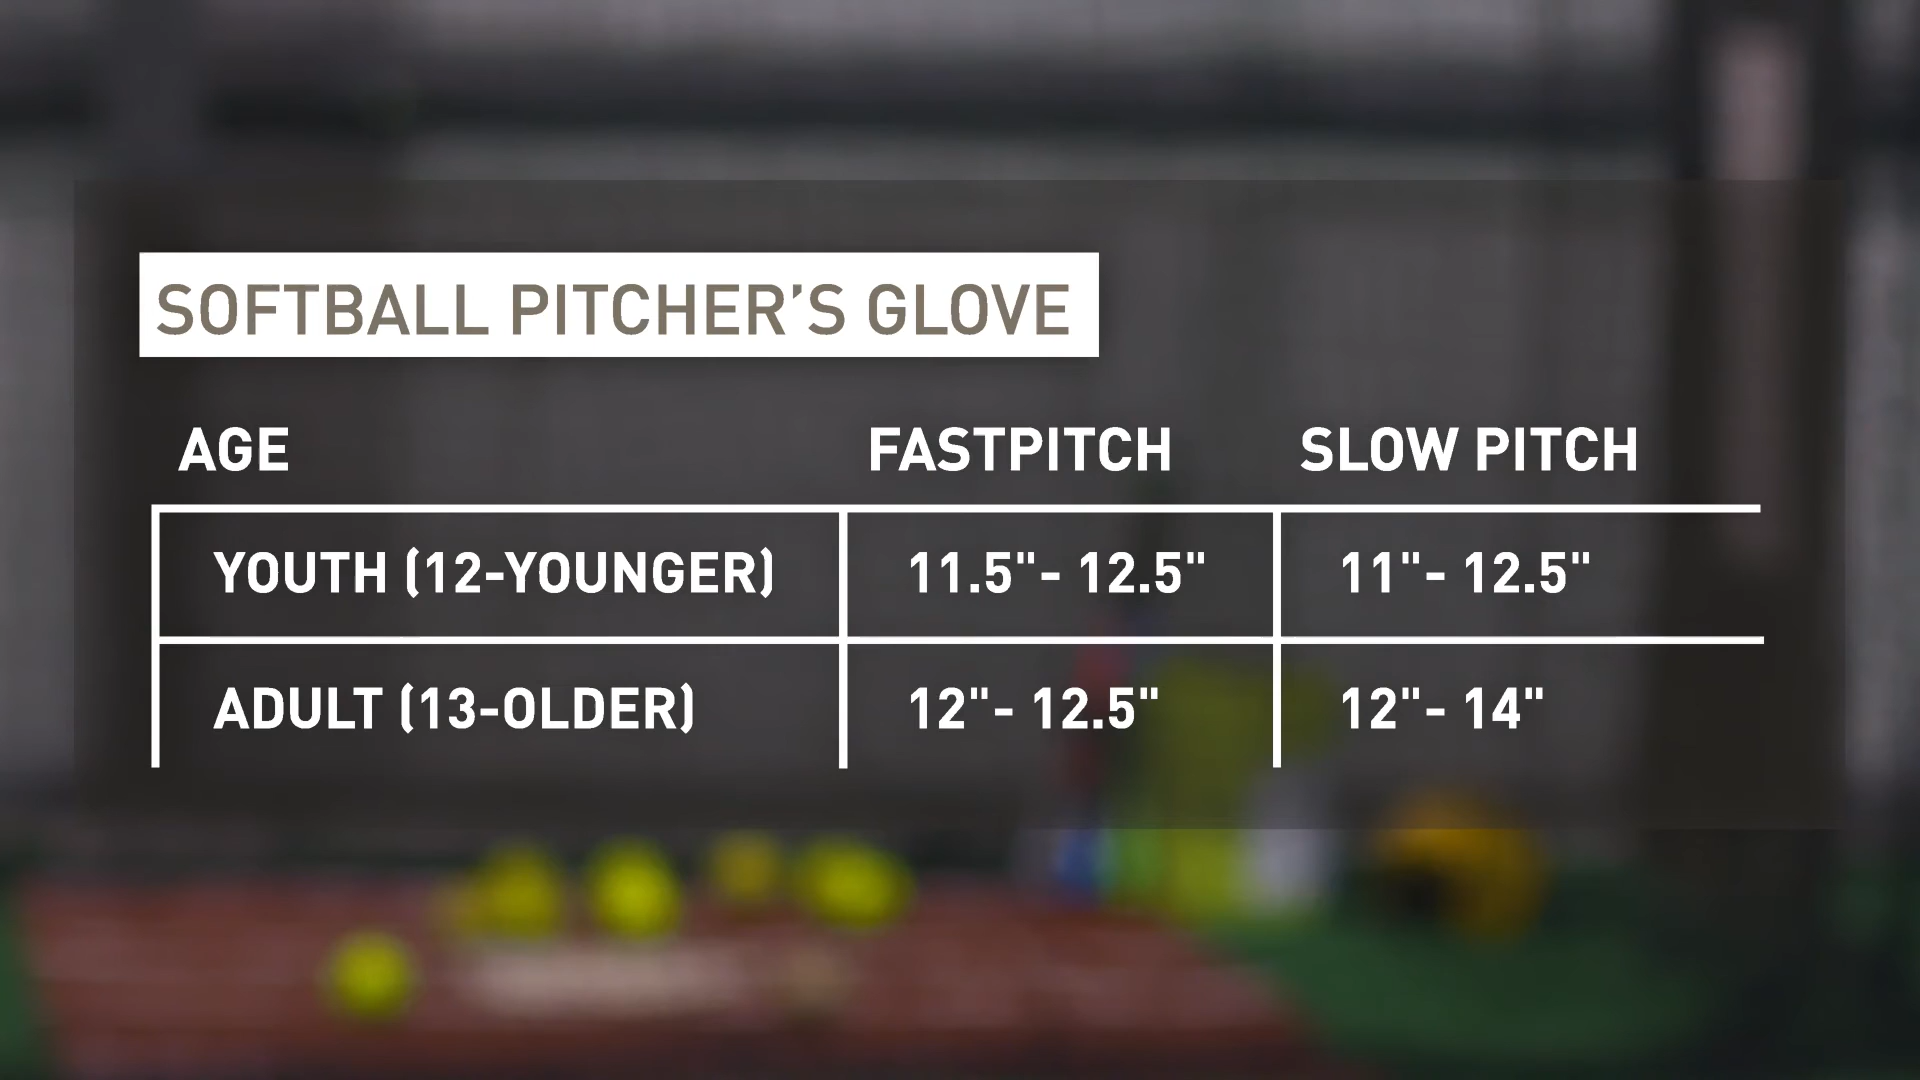 SOFTBALL PITCHER’S GLOVE
AGE FASTPITCH SLOW PITCH
YOUTH (12-YOUNGER) 11.5"- 12.5" 11"- 12.5"
ADULT (13-OLDER) 12"- 12.5" 12"- 14"